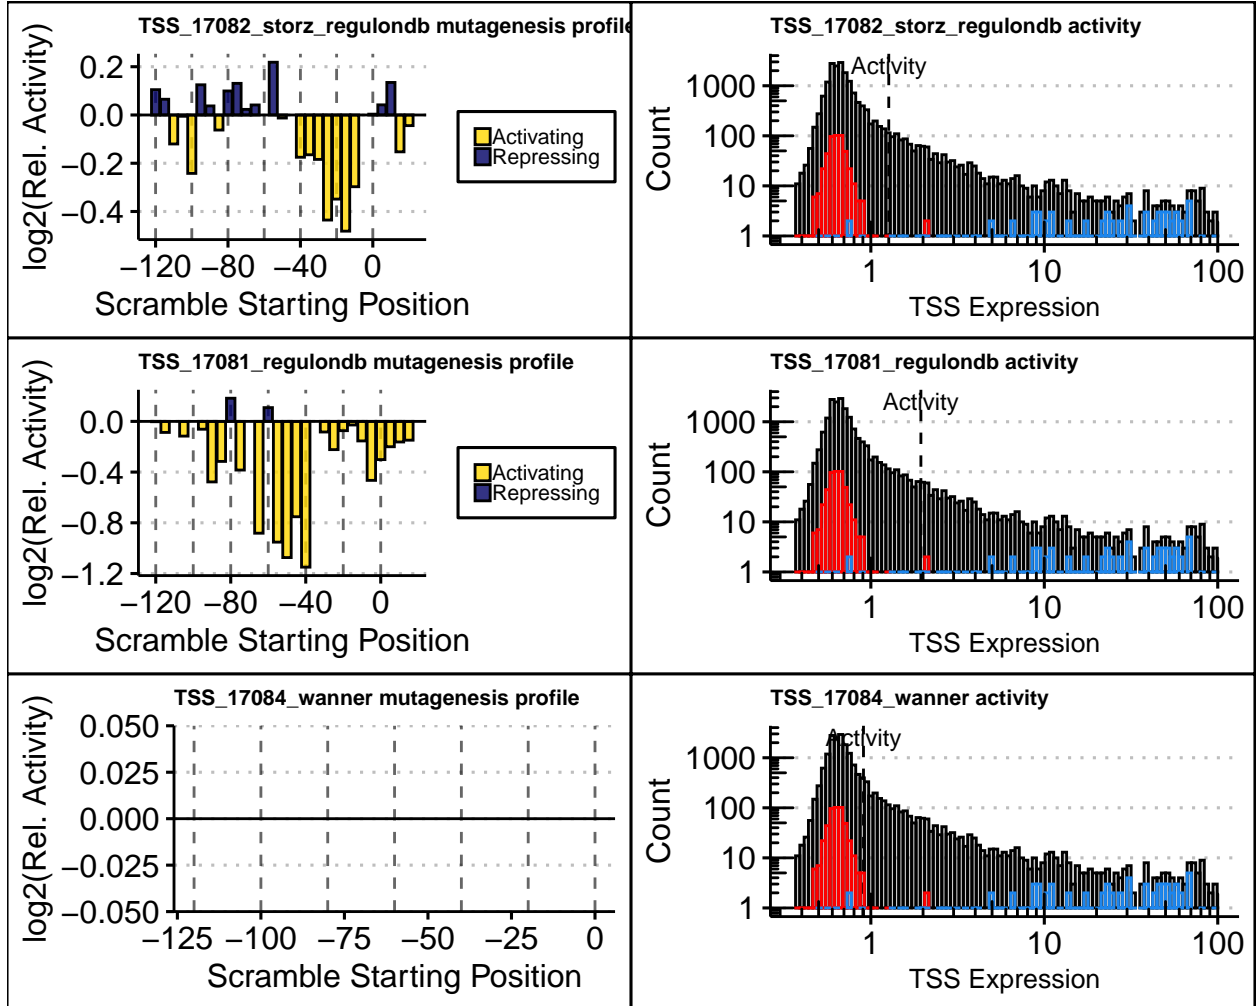 TSS_17082_storz_regulondb mutagenesis profile
log2(Rel. Activity)
0.2
0.0
−0.2
−0.4
−120 −80 −40 0
Scramble Starting Position
Activating
Repressing
TSS_17082_storz_regulondb activity
Activity
Count
1000
100
10
1
1 10 100
TSS Expression
TSS_17081_regulondb mutagenesis profile
log2(Rel. Activity)
0.0
−0.4
−0.8
−1.2
−120 −80 −40 0
Scramble Starting Position
Activating
Repressing
TSS_17081_regulondb activity
Activity
Count
1000
100
10
1
1 10 100
TSS Expression
TSS_17084_wanner mutagenesis profile
log2(Rel. Activity)
0.050
0.025
0.000
−0.025
−0.050
−125 −100 −75 −50 −25 0
Scramble Starting Position
TSS_17084_wanner activity
Activity
Count
1000
100
10
1
1 10 100
TSS Expression